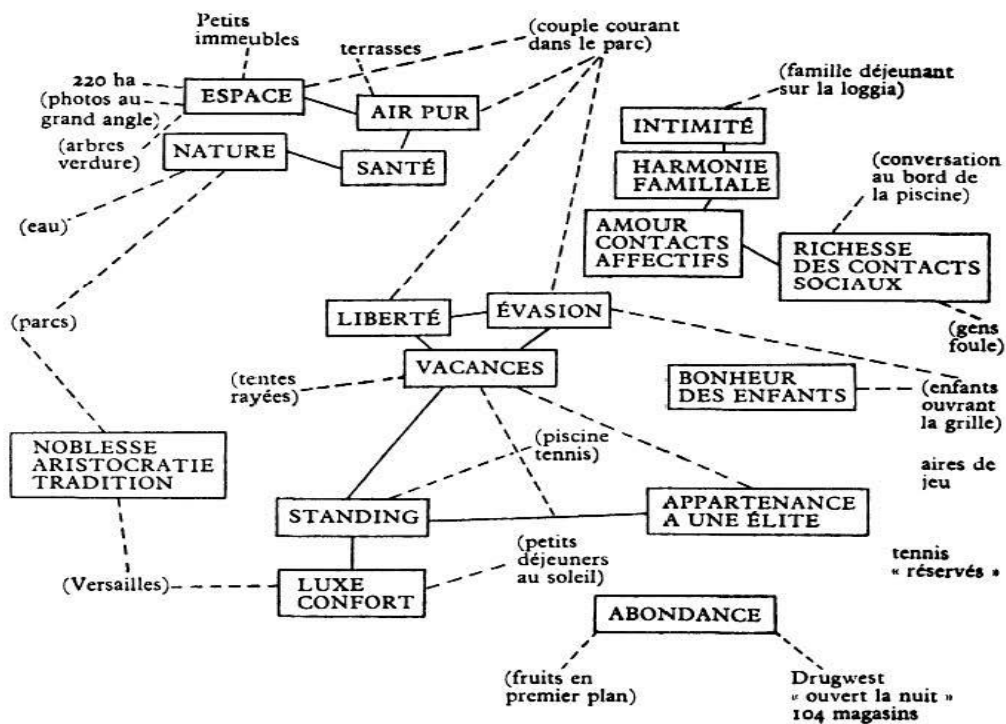 Petits
immeubles
terrasses
(couple courant
dans le parc)
220 ha
(photos au
grand angle)
(arbres
verdure)
ESPACE
AIR PUR
NATURE
SANTÉ
(famille déjeunant
sur la loggia)
INTIMITÉ
HARMONIE
FAMILIALE
(conversation
au bord de
la piscine)
AMOUR
CONTACTS
AFFECTIFS
RICHESSE
DES CONTACTS
SOCIAUX
(eau)
(parcs)
LIBERTÉ
ÉVASION
(gens
foule)
VACANCES
(tentes
rayées)
BONHEUR
DES ENFANTS
(enfants
ouvrant
la grille)
NOBLESSE
ARISTOCRATIE
TRADITION
(piscine
tennis)
aires de
jeu
STANDING
APPARTENANCE
A UNE ÉLITE
(petits
déjeuners
au soleil)
tennis
« réservés »
(Versailles)
LUXE
CONFORT
ABONDANCE
(fruits en
premier plan)
Drugwest
« ouvert la nuit »
104 magasins